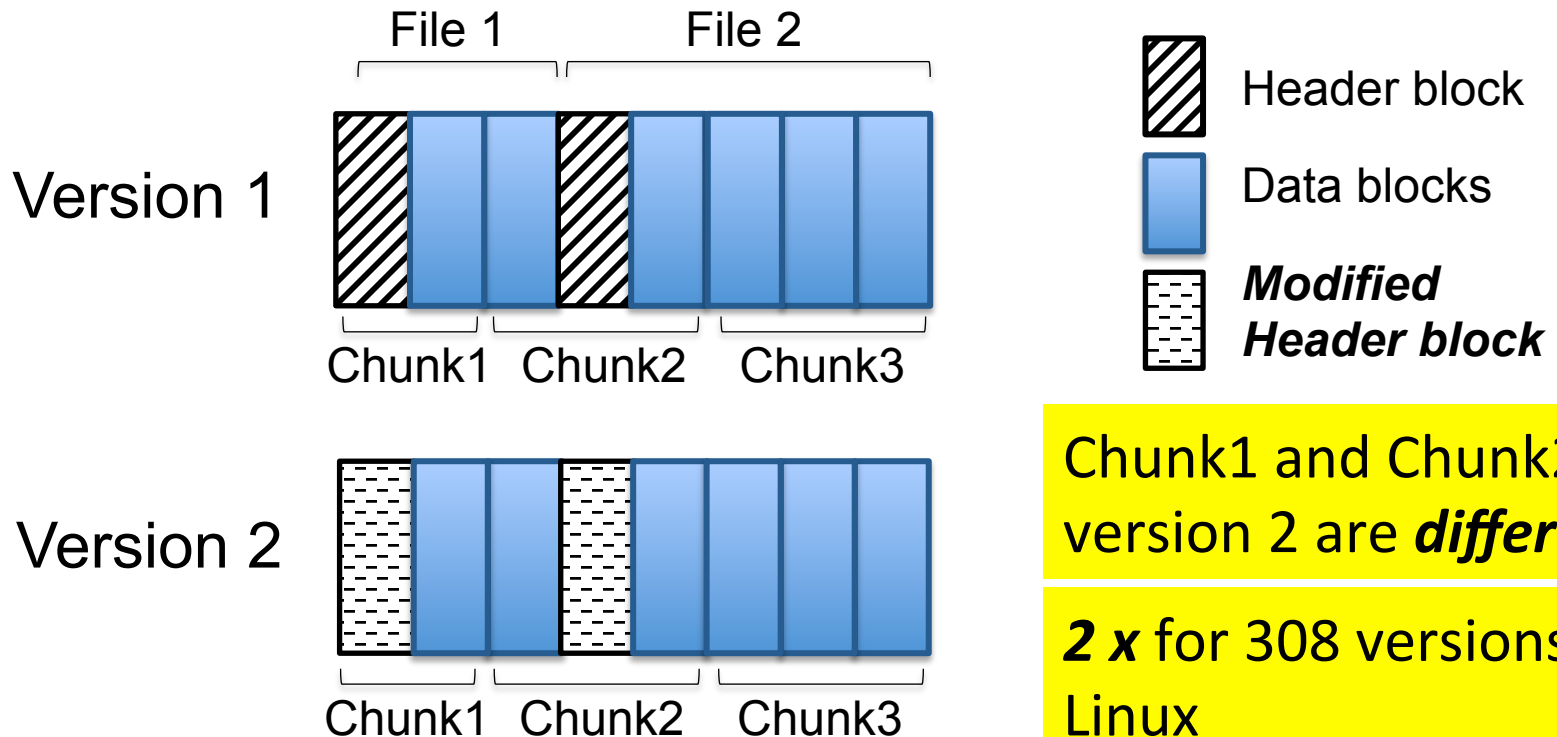 File 1 File 2
Version 1
Chunk1 Chunk2 Chunk3
Header block
Data blocks
Modified
Header block
Version 2
Chunk1 Chunk2 Chunk3
Chunk1 and
version 2 are
2 x for 308 versions
Linux